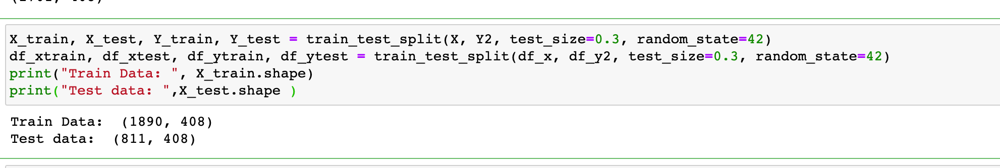 X_train, X_test, Y_train, Y_test = train_test_split(X, Y2, test_size=0.3, random_state=42)
df_xtrain, df_xtest, df_ytrain, df_ytest = train_test_split(df_x, df_y2, test_size=0.3, random_state=42)
print("Train Data: ", X_train.shape)
print("Test data: ",X_test.shape )
Train Data:  (1890, 408)
Test data:  (811, 408)